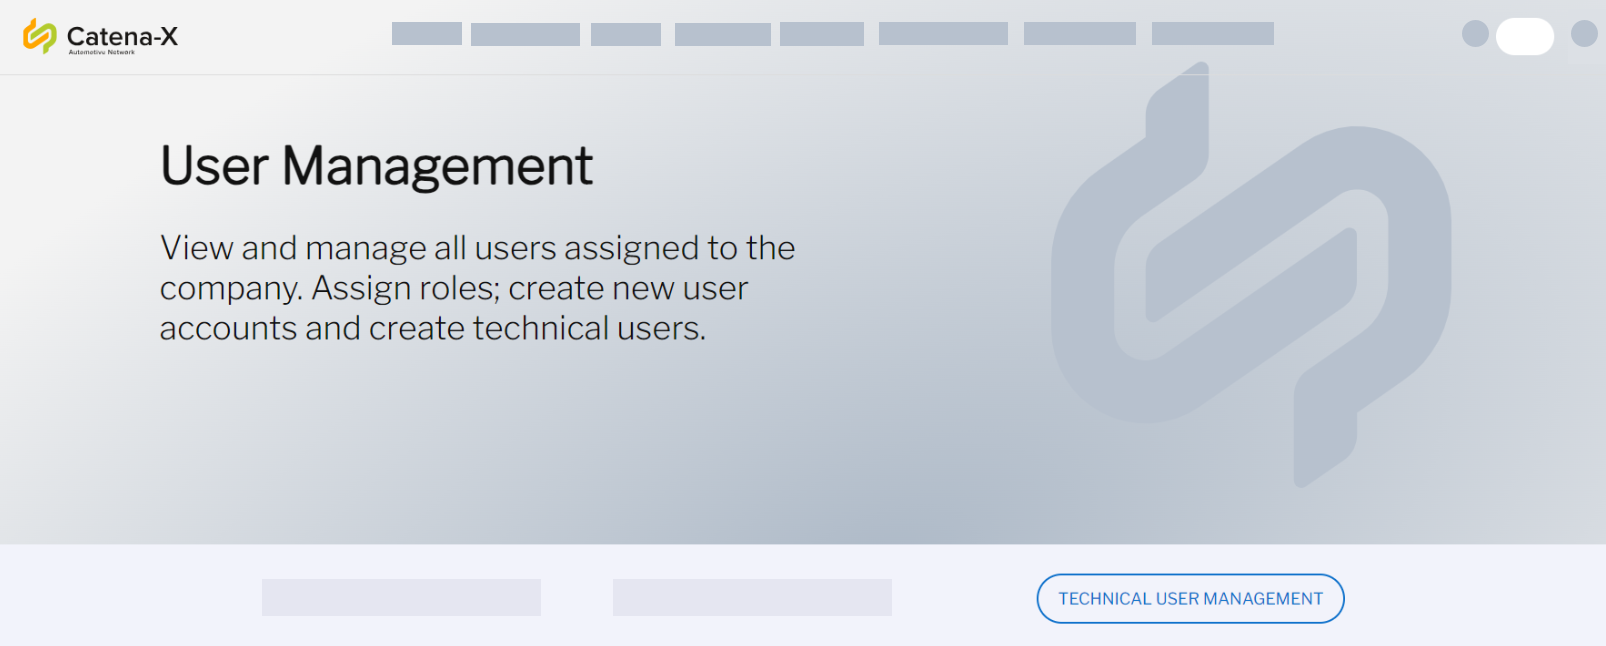 Catena-X
Automotive Network
User Management
View and manage all users assigned to the
company. Assign roles; create new user
accounts and create technical users.
TECHNICAL USER MANAGEMENT